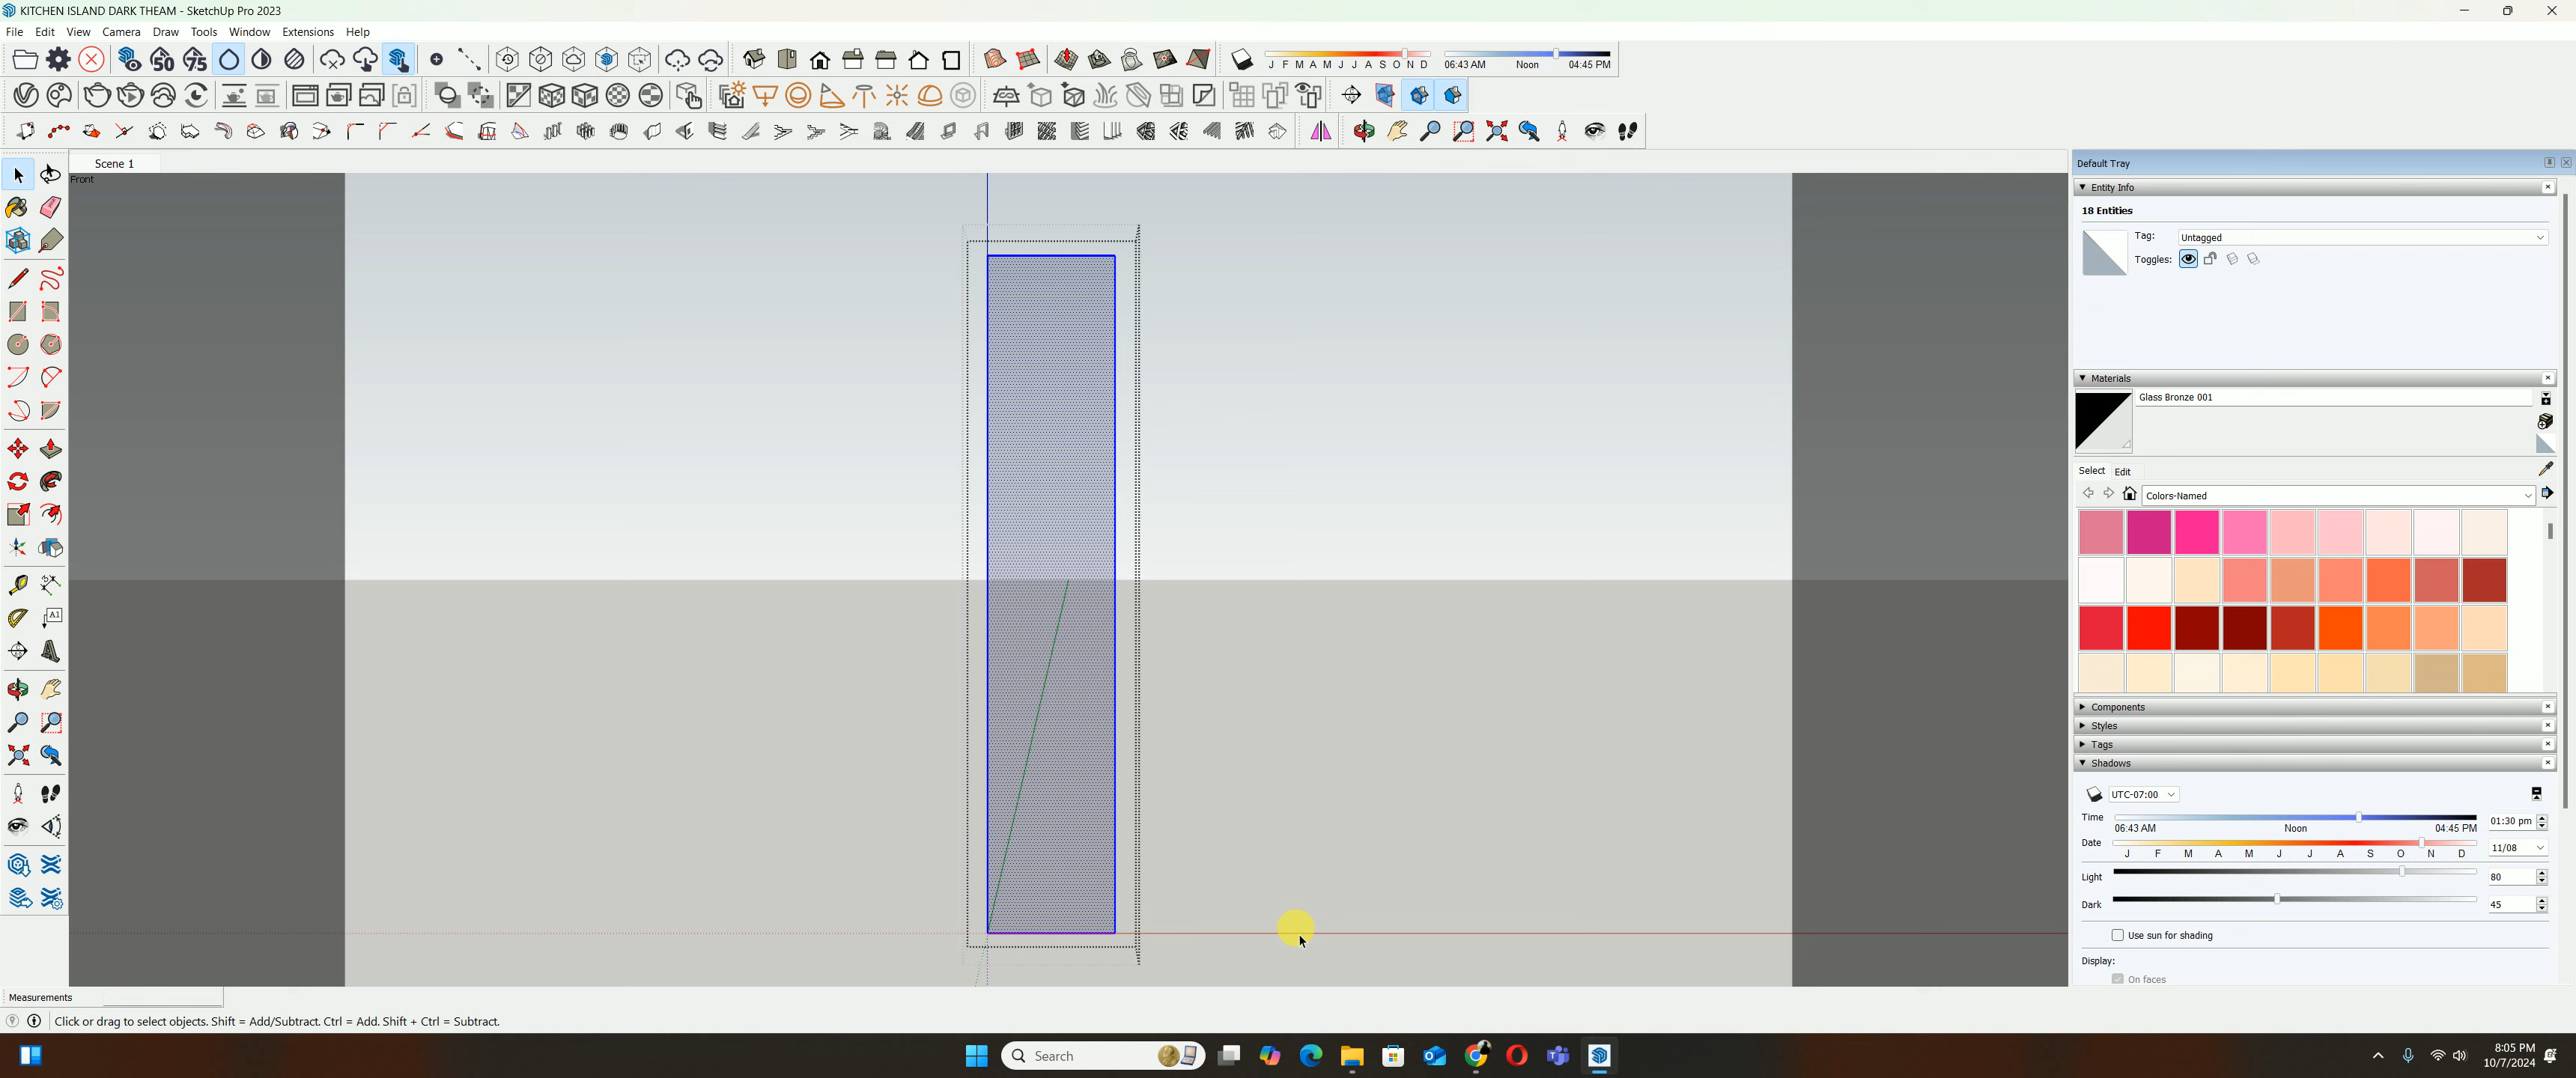 KITCHEN ISLAND DARK THEAM - SketchUp Pro 2023
File Edit View Camera Draw Tools Window Extensions Help
50 75
J F M A M J J A S O N D 06:43 AM Noon 04:45 PM
Scene 1
Front
Default Tray
Entity Info
18 Entities
Tag: Untagged
Toggles:
Materials
Glass Bronze 001
Select Edit
Colors-Named
A1
Components
Styles
Tags
Shadows
UTC-07:00
Time 06:43 AM Noon 04:45 PM 01:30 pm
Date J F M A M J J A S O N D 11/08
Light 80
Dark 45
Use sun for shading
Display:
On faces
Measurements
Click or drag to select objects. Shift = Add/Subtract. Ctrl = Add. Shift + Ctrl = Subtract.
Search
8:05 PM
10/7/2024